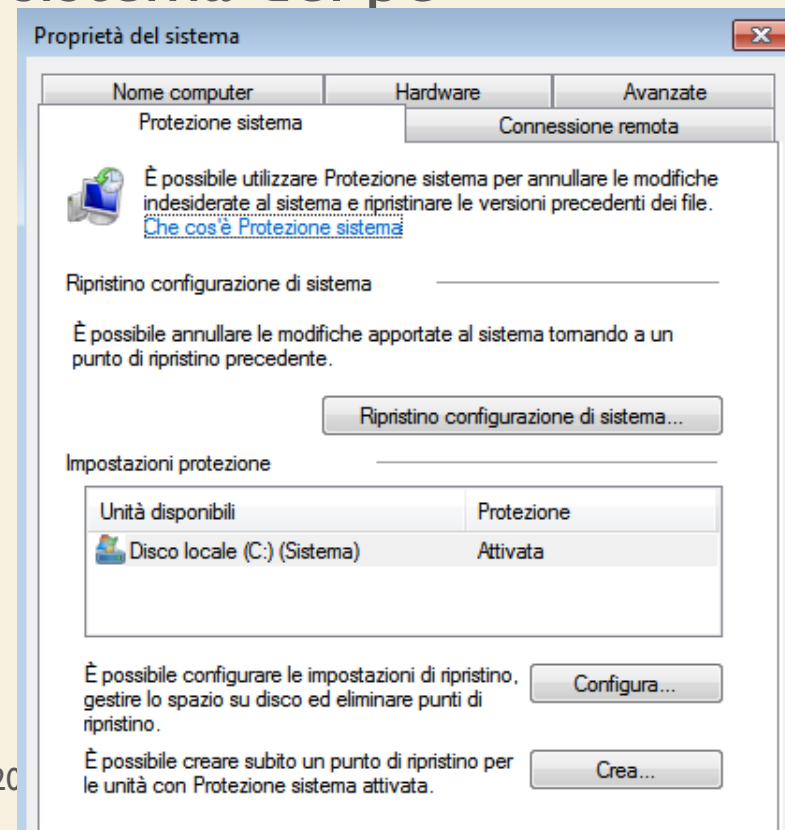 Proprietà del sistema
Nome computer
Hardware
Avanzate
Protezione sistema
Connessione remota
È possibile utilizzare Protezione sistema per annullare le modifiche
indesiderate al sistema e ripristinare le versioni precedenti dei file.
Che cos'è Protezione sistema
Ripristino configurazione di sistema
È possibile annullare le modifiche apportate al sistema tornando a un
punto di ripristino precedente.
Ripristino configurazione di sistema...
Impostazioni protezione
Unità disponibili
Protezione
Disco locale (C:) (Sistema)
Attivata
È possibile configurare le impostazioni di ripristino,
gestire lo spazio su disco ed eliminare punti di
ripristino.
Configura...
È possibile creare subito un punto di ripristino per
le unità con Protezione sistema attivata.
Crea...